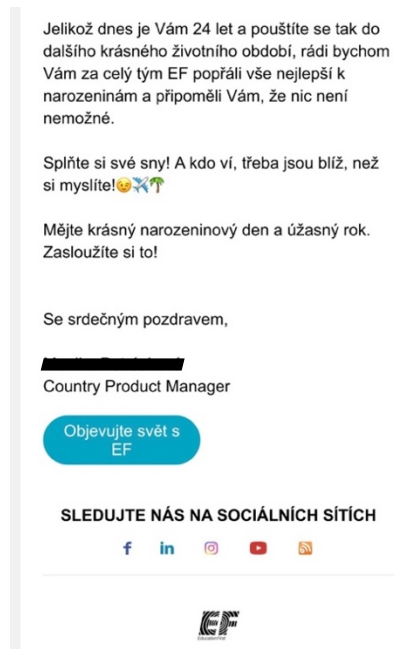 Jelikož dnes je Vám 24 let a pouštíte se tak do
dalšího krásného životního období, rádi bychom
Vám za celý tým EF popřáli vše nejlepší k
narozeninám a připoměli Vám, že nic není
nemožné.
Splňte si své sny! A kdo ví, třeba jsou blíž, než
si myslíte!😉✈️🌴
Mějte krásný narozeninový den a úžasný rok.
Zasloužíte si to!
Se srdečným pozdravem,
Country Product Manager
Objevujte svět s
EF
SLEDUJTE NÁS NA SOCIÁLNÍCH SÍTÍCH
EF
Education First